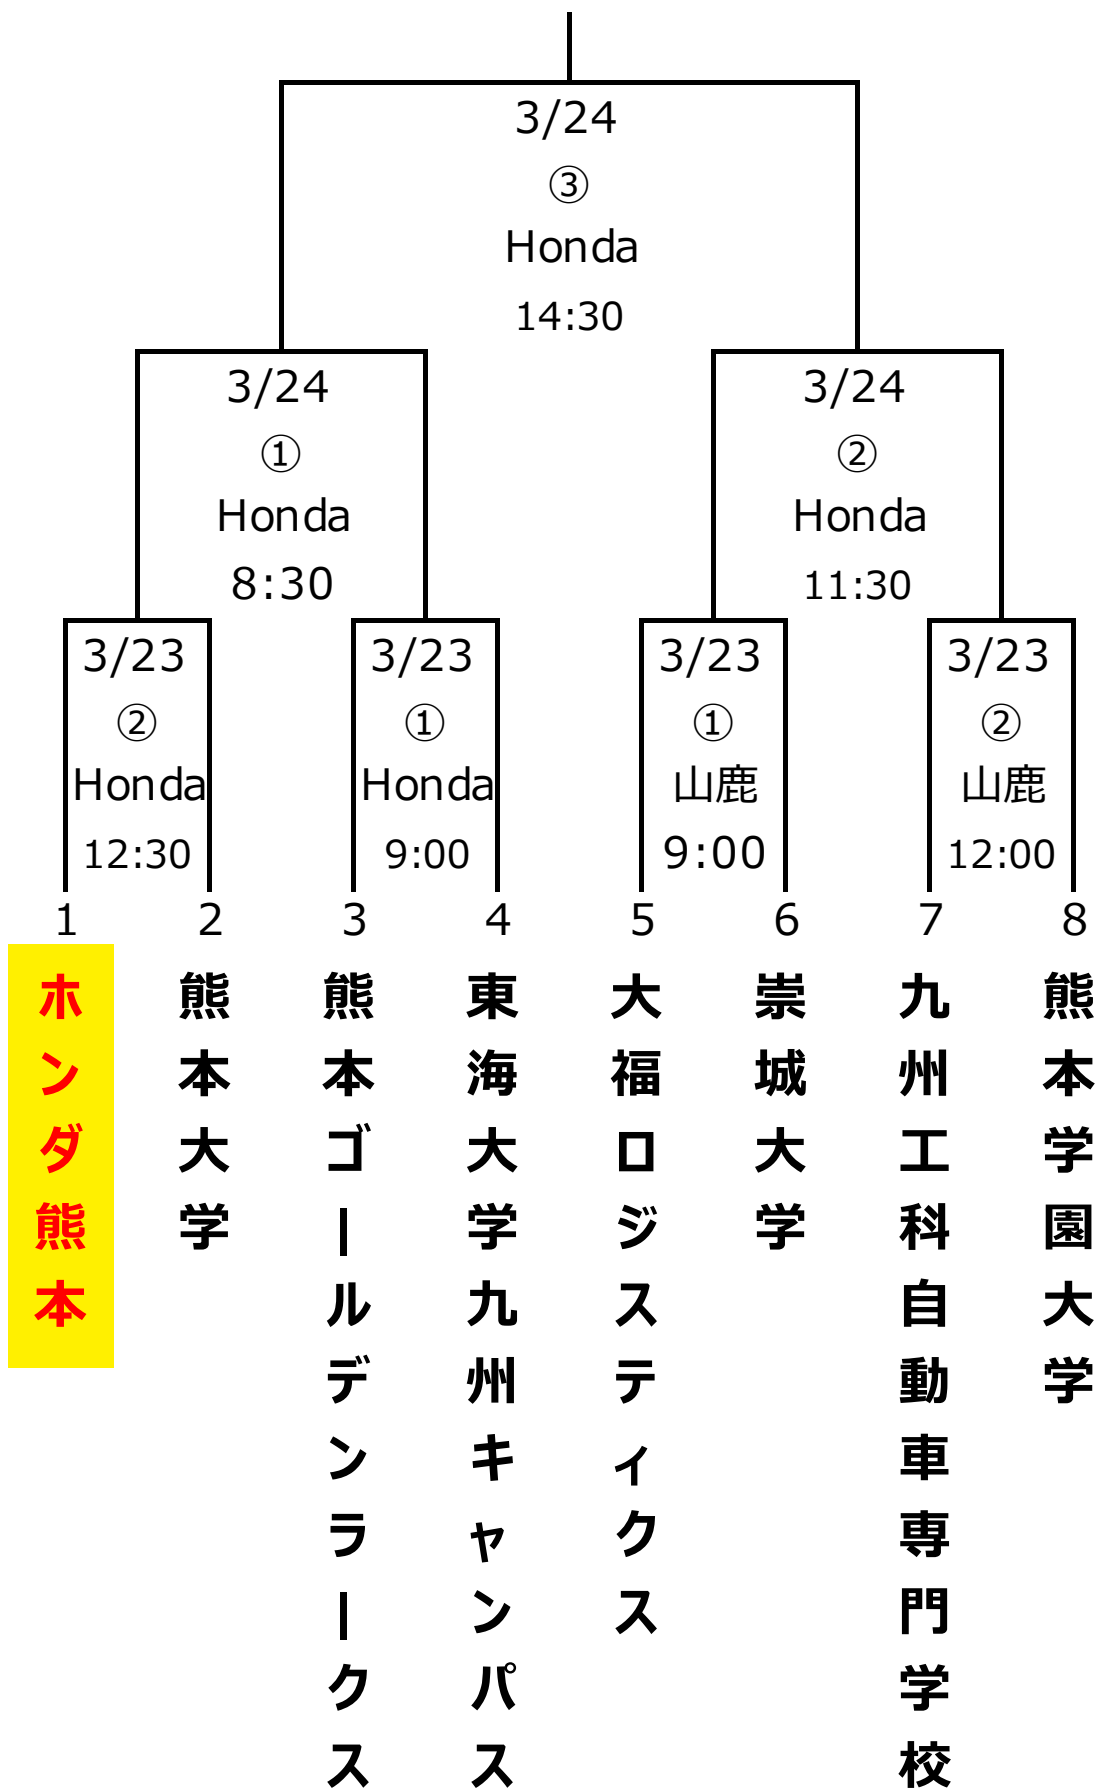 3/24
③
Honda
14:30
3/24
①
Honda
8:30
3/24
②
Honda
11:30
3/23
②
Honda
12:30
3/23
①
Honda
9:00
3/23
①
山鹿
9:00
3/23
②
山鹿
12:00
1
ホンダ熊本
2
熊本大学
3
熊本ゴールデンラークス
4
東海大学九州キャンパス
5
大福ロジスティクス
6
崇城大学
7
九州工科自動車専門学校
8
熊本学園大学